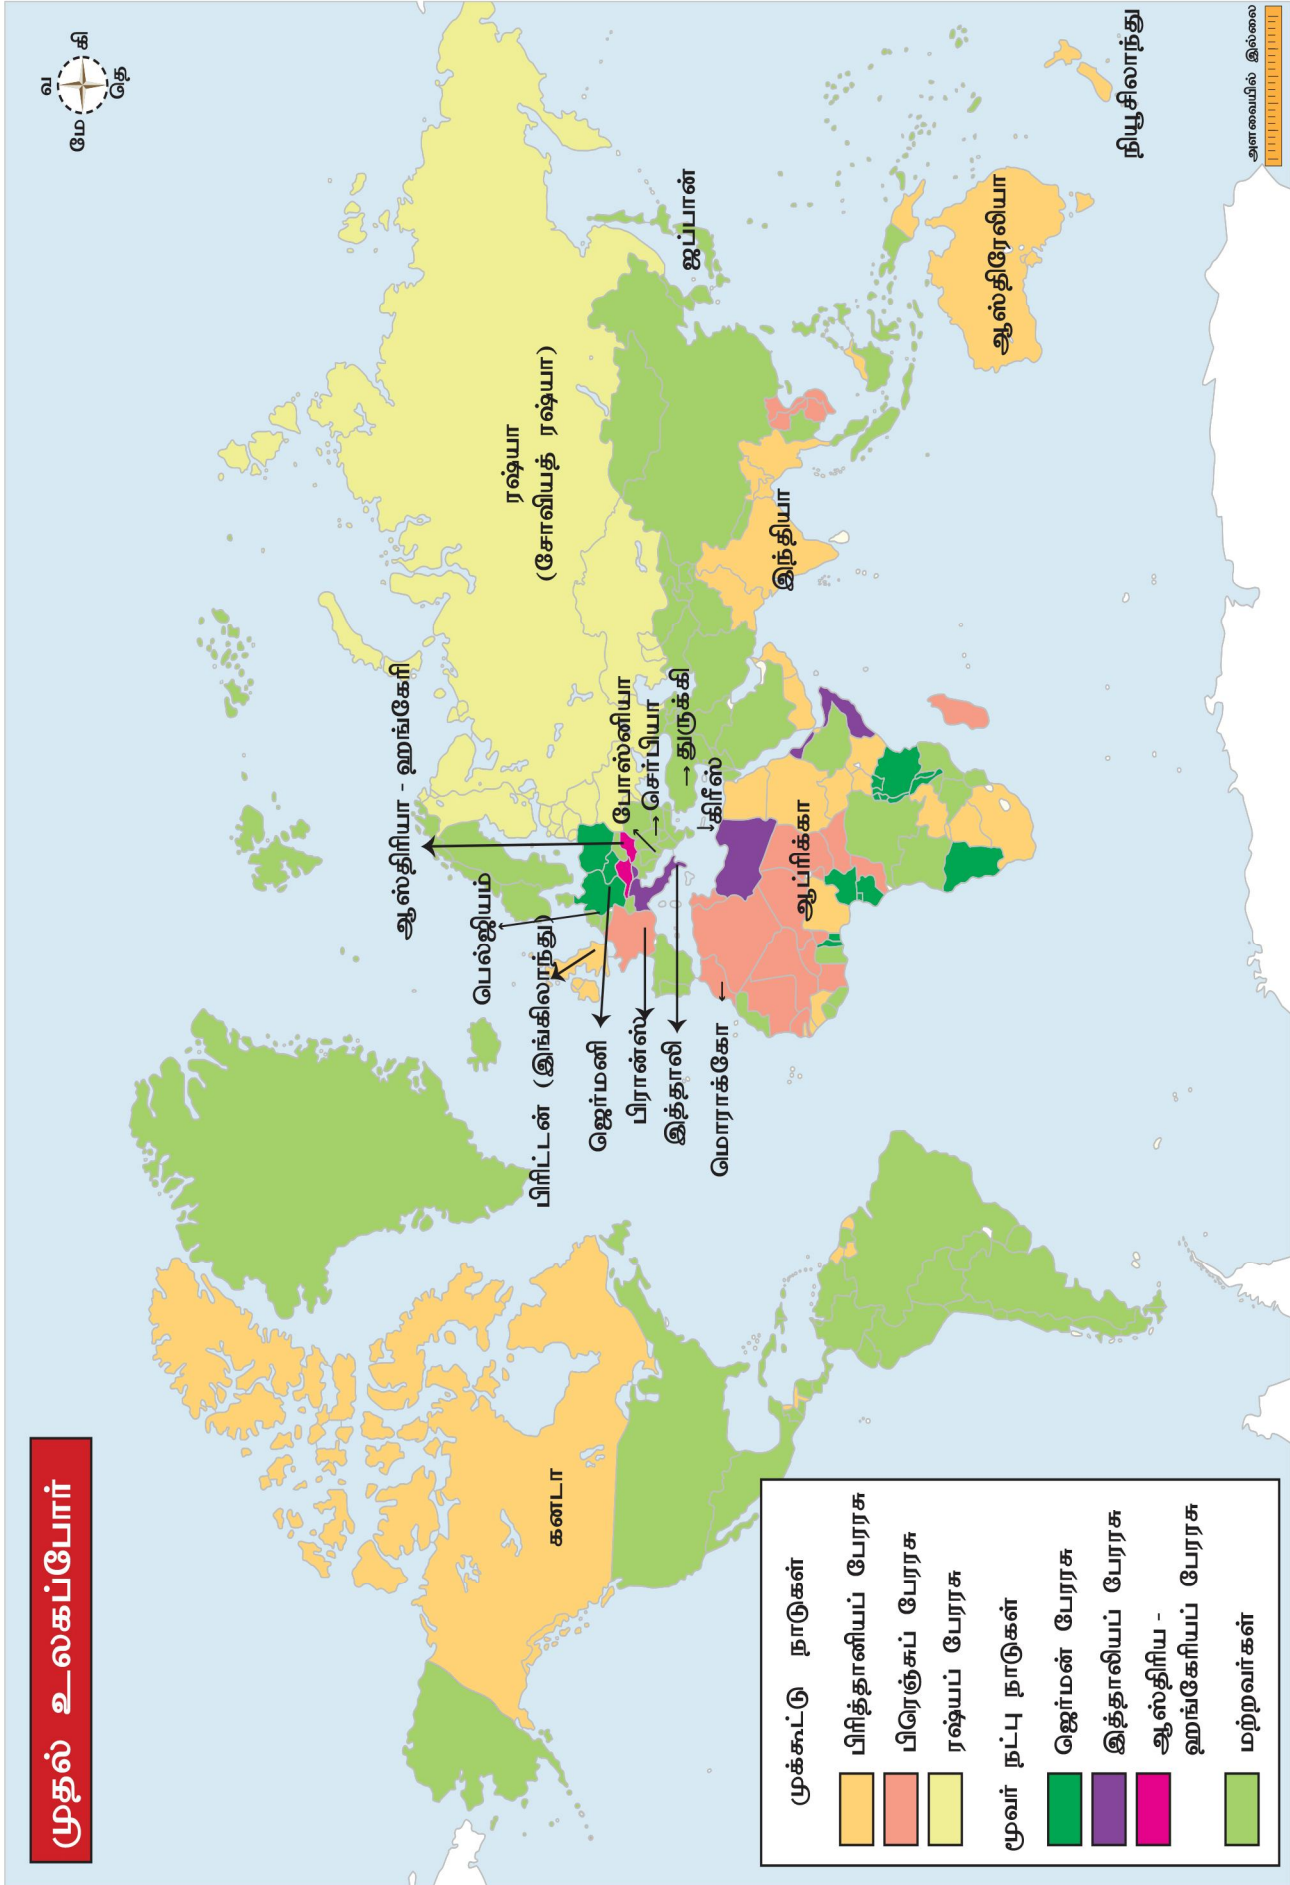 முதல் உலகப்போர்
வ
மே
கி
தெ
ரஷ்யா
(சோவியத் ரஷ்யா)
ஆஸ்திரியா - ஹங்கேரி
பெல்ஜியம்
பிரிட்டன் (இங்கிலாந்து)
ஜெர்மனி
பிரான்ஸ்
இத்தாலி
மொராக்கோ
போஸ்னியா
செர்பியா
துருக்கி
கிரீஸ்
ஜப்பான்
கனடா
இந்தியா
ஆப்ரிக்கா
ஆஸ்திரேலியா
நியூசிலாந்து
முக்கூட்டு நாடுகள்
பிரித்தானியப் பேரரசு
பிரெஞ்சுப் பேரரசு
ரஷ்யப் பேரரசு
மூவர் நட்பு நாடுகள்
ஜெர்மன் பேரரசு
இத்தாலியப் பேரரசு
ஆஸ்திரிய -
ஹங்கேரியப் பேரரசு
மற்றவர்கள்
அளவையில் இல்லை